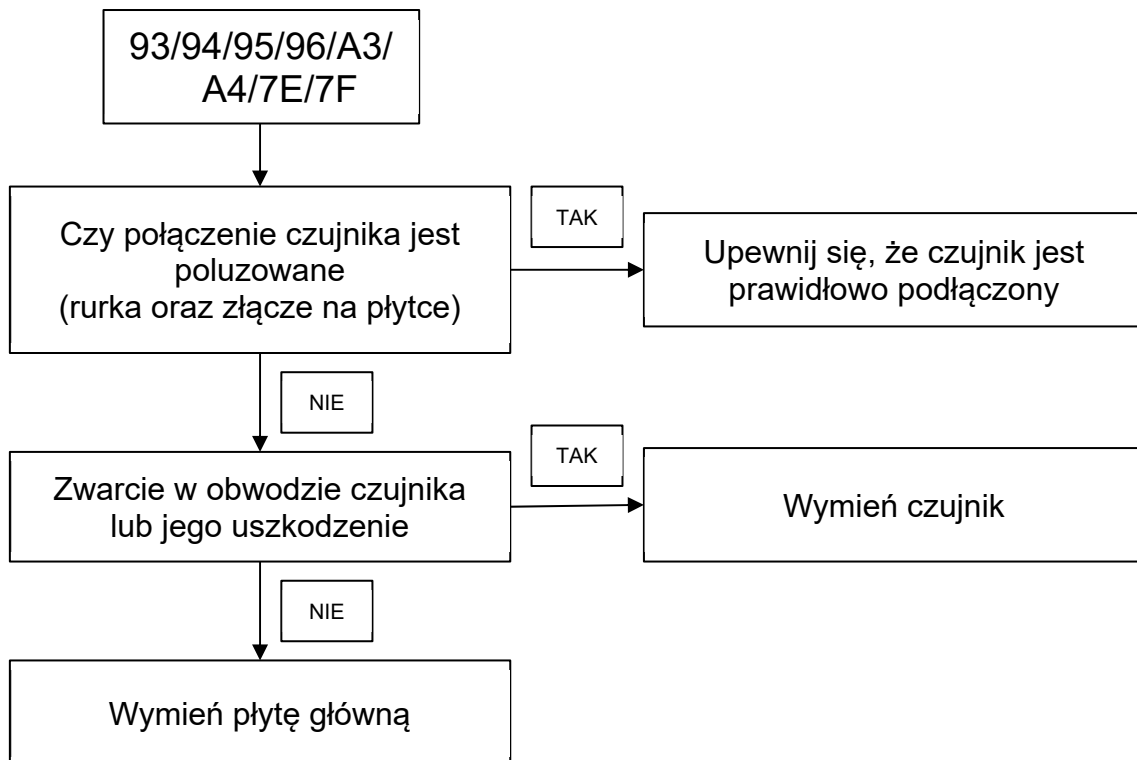 93/94/95/96/A3/
A4/7E/7F
Czy połączenie czujnika jest
poluzowane
(rurka oraz złącze na płytce)
TAK
Upewnij się, że czujnik jest
prawidłowo podłączony
NIE
Zwarcie w obwodzie czujnika
lub jego uszkodzenie
TAK
Wymień czujnik
NIE
Wymień płytę główną